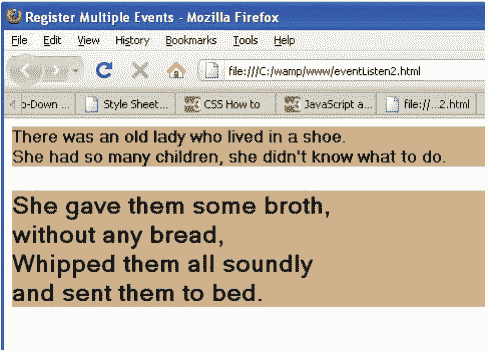 Register Multiple Events - Mozilla Firefox
File Edit View History Bookmarks Tools Help
file:///C:/wamp/www/eventListen2.html
p-Down ... Style Sheet... CSS How to JavaScript a... file://...2.html
There was an old lady who lived in a shoe.
She had so many children, she didn't know what to do.
She gave them some broth,
without any bread,
Whipped them all soundly
and sent them to bed.